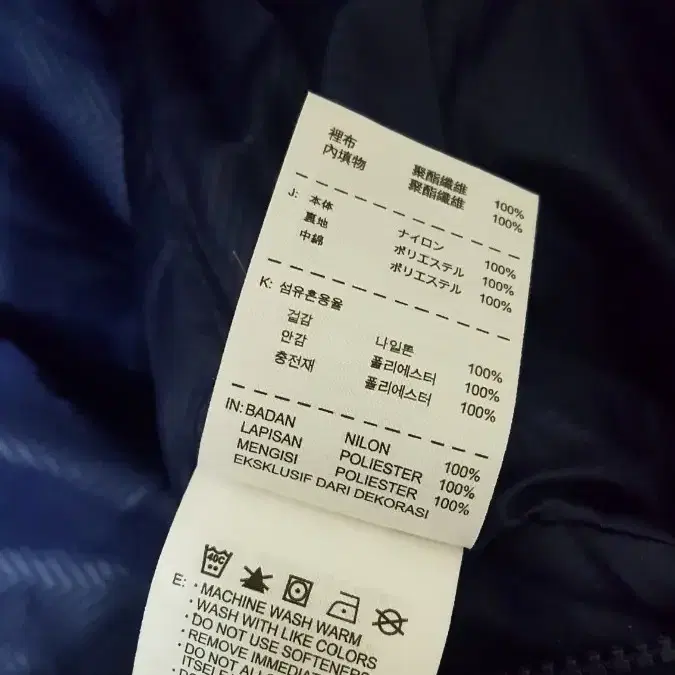 裡布 聚酯纖維 100%
內填物 聚酯纖維 100%
J: 本体 ナイロン 100%
裏地 ポリエステル 100%
中綿 ポリエステル 100%
K: 섬유혼용율
겉감 나일론 100%
안감 폴리에스터 100%
충전재 폴리에스터 100%
IN: BADAN NILON 100%
LAPISAN POLIESTER 100%
MENGISI POLIESTER 100%
EKSKLUSIF DARI DEKORASI
40C
E: · MACHINE WASH WARM
· WASH WITH LIKE COLORS
· DO NOT USE SOFTENERS
· REMOVE IMMEDIAT
· DO NOT ALLO
ITSELF